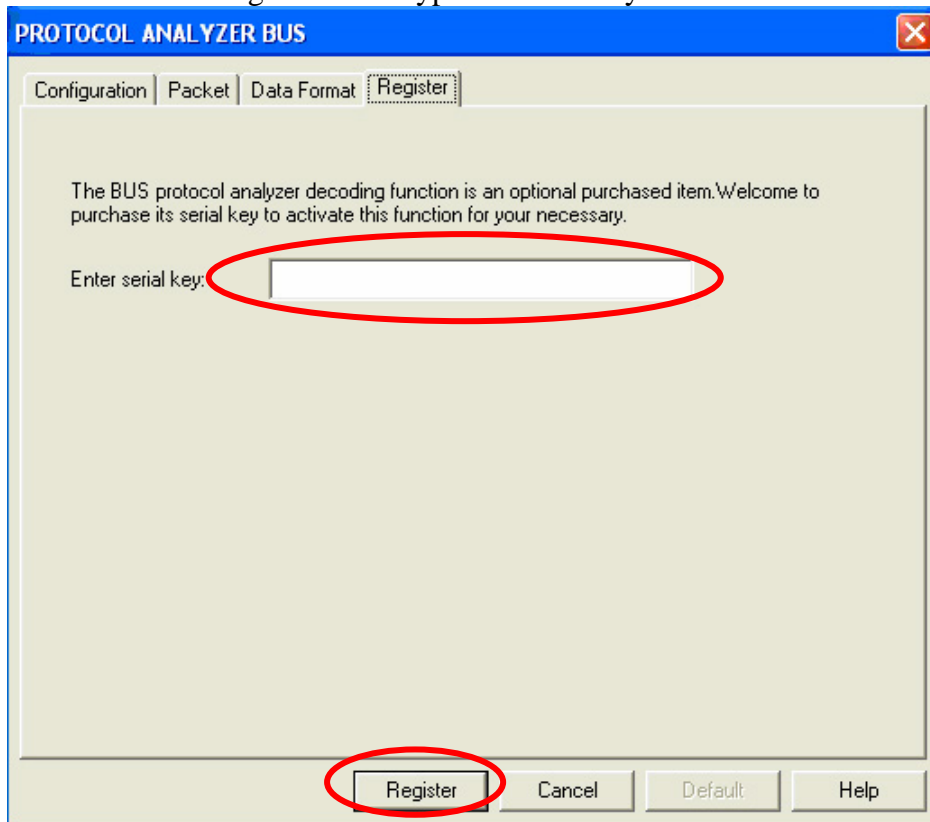 PROTOCOL ANALYZER BUS
Configuration Packet Data Format Register
The BUS protocol analyzer decoding function is an optional purchased item.Welcome to
purchase its serial key to activate this function for your necessary.
Enter serial key:
Register Cancel Default Help